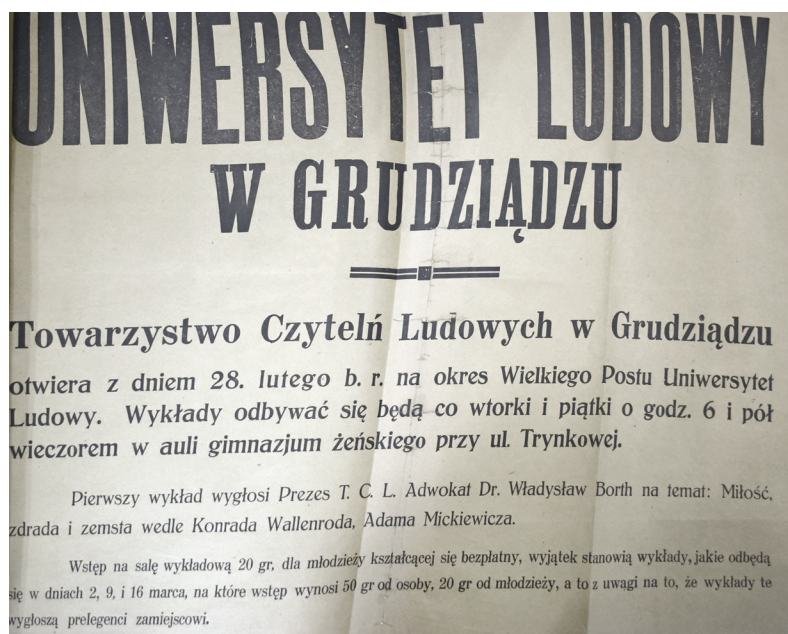 UNIWERSYTET LUDOWY
W GRUDZIĄDZU
Towarzystwo Czytelń Ludowych w Grudziądzu
otwiera z dniem 28. lutego b. r. na okres Wielkiego Postu Uniwersytet
Ludowy. Wykłady odbywać się będą co wtorki i piątki o godz. 6 i pół
wieczorem w auli gimnazjum żeńskiego przy ul. Trynkowej.
Pierwszy wykład wygłosi Prezes T. C. L. Adwokat Dr. Władysław Borth na temat: Miłość,
zdrada i zemsta wedle Konrada Wallenroda, Adama Mickiewicza.
Wstęp na salę wykładową 20 gr, dla młodzieży kształcącej się bezpłatny, wyjątek stanowią wykłady, jakie odbędą
się w dniach 2, 9, i 16 marca, na które wstęp wynosi 50 gr od osoby, 20 gr od młodzieży, a to z uwagi na to, że wykłady te
wygłoszą prelegenci zamiejscowi.